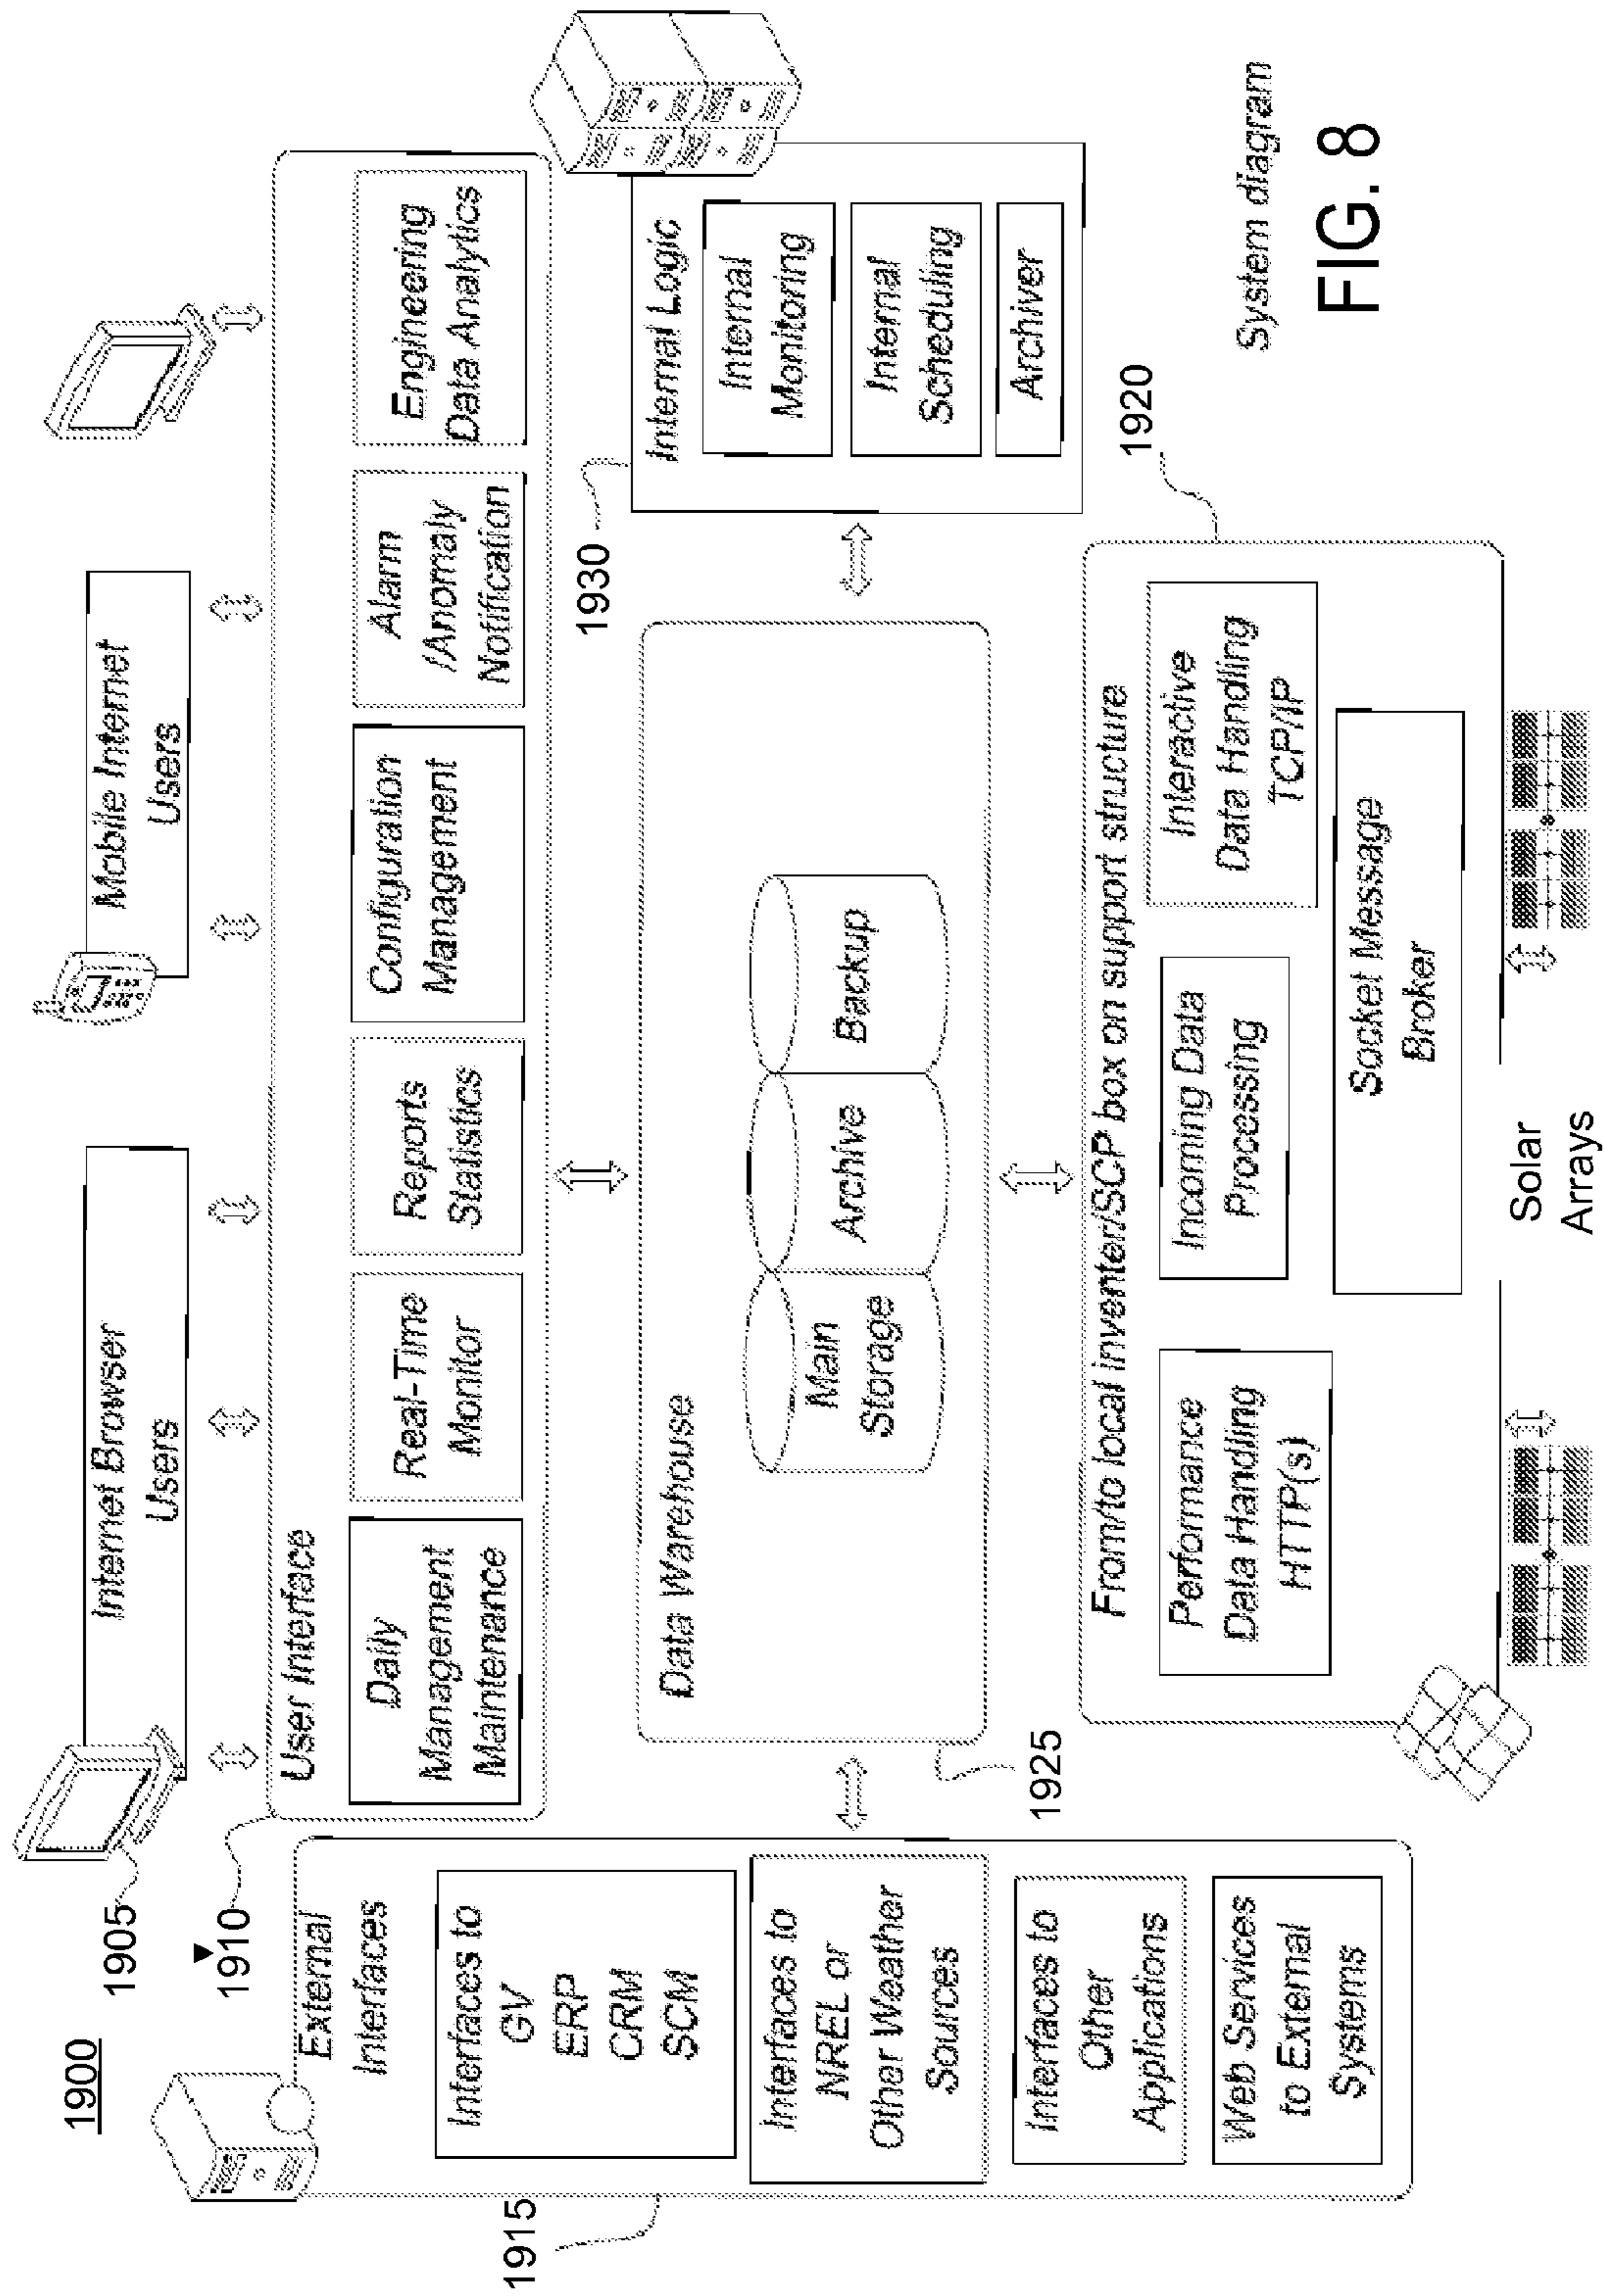 1900
1905
Internet Browser
Users
Mobile Internet
Users
1910
User Interface
Daily
Management
Maintenance
Real-Time
Monitor
Reports
Statistics
Configuration
Management
Alarm
/Anomaly
Notification
Engineering
Data Analytics
1915
External
Interfaces
Interfaces to
GV
ERP
CRM
SCM
Interfaces to
NREL or
Other Weather
Sources
Interfaces to
Other
Applications
Web Services
to External
Systems
Data Warehouse
Main
Storage
Archive
Backup
1925
1930
Internal Logic
Internal
Monitoring
Internal
Scheduling
Archiver
1920
From/to local inventer/SCP box on support structure
Performance
Data Handling
HTTP(s)
Incoming Data
Processing
Interactive
Data Handling
TCP/IP
Socket Message
Broker
Solar
Arrays
System diagram
FIG. 8